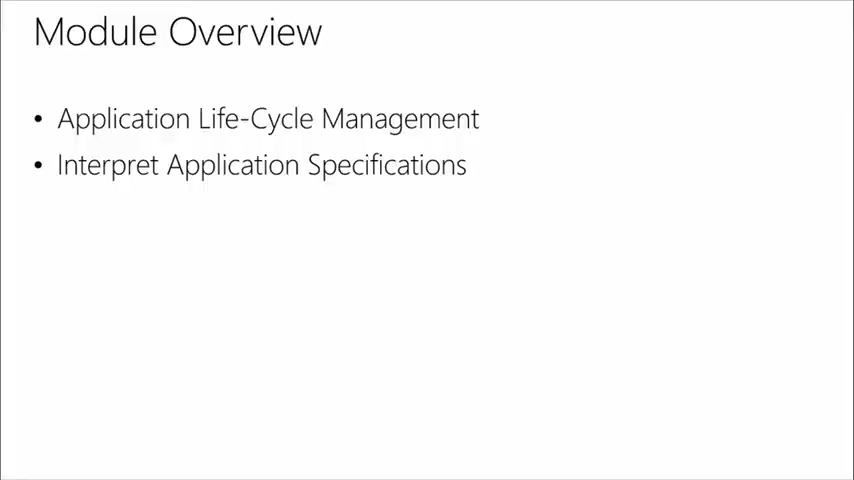 Module Overview
• Application Life-Cycle Management
• Interpret Application Specifications